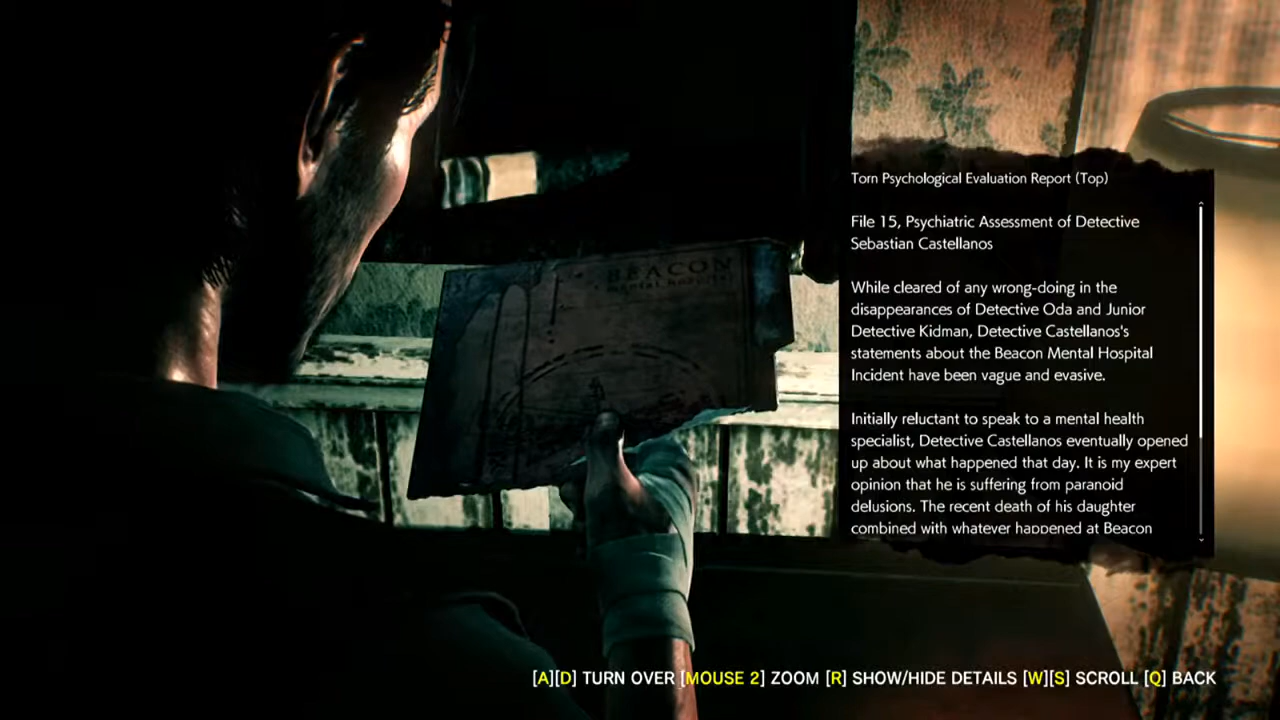 BEACON
Mental Hospital
Torn Psychological Evaluation Report (Top)
File 15, Psychiatric Assessment of Detective
Sebastian Castellanos
While cleared of any wrong-doing in the
disappearances of Detective Oda and Junior
Detective Kidman, Detective Castellanos's
statements about the Beacon Mental Hospital
Incident have been vague and evasive.
Initially reluctant to speak to a mental health
specialist, Detective Castellanos eventually opened
up about what happened that day. It is my expert
opinion that he is suffering from paranoid
delusions. The recent death of his daughter
combined with whatever happened at Beacon
[A][D] TURN OVER [MOUSE 2] ZOOM [R] SHOW/HIDE DETAILS [W][S] SCROLL [Q] BACK